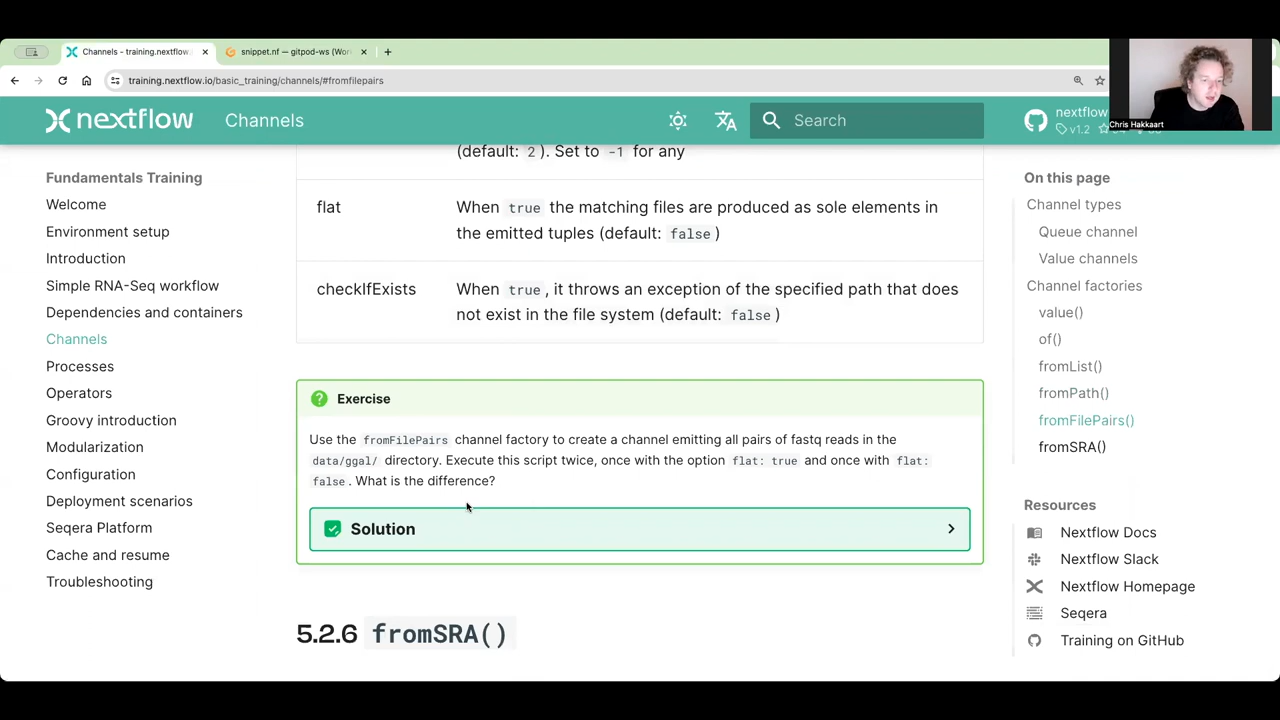 Channels - training.nextflow.
snippet.nf — gitpod-ws (Wor
training.nextflow.io/basic_training/channels/#fromfilepairs
nextflow
Channels
Search
nextflow
v1.2
Chris Hakkaart
Fundamentals Training
Welcome
Environment setup
Introduction
Simple RNA-Seq workflow
Dependencies and containers
Channels
Processes
Operators
Groovy introduction
Modularization
Configuration
Deployment scenarios
Seqera Platform
Cache and resume
Troubleshooting
(default: 2 ). Set to -1 for any
flat
When true the matching files are produced as sole elements in
the emitted tuples (default: false )
checkIfExists
When true , it throws an exception of the specified path that does
not exist in the file system (default: false )
Exercise
Use the fromFilePairs channel factory to create a channel emitting all pairs of fastq reads in the
data/ggal/ directory. Execute this script twice, once with the option flat: true and once with flat:
false . What is the difference?
Solution
5.2.6 fromSRA()
On this page
Channel types
Queue channel
Value channels
Channel factories
value()
of()
fromList()
fromPath()
fromFilePairs()
fromSRA()
Resources
Nextflow Docs
Nextflow Slack
Nextflow Homepage
Seqera
Training on GitHub